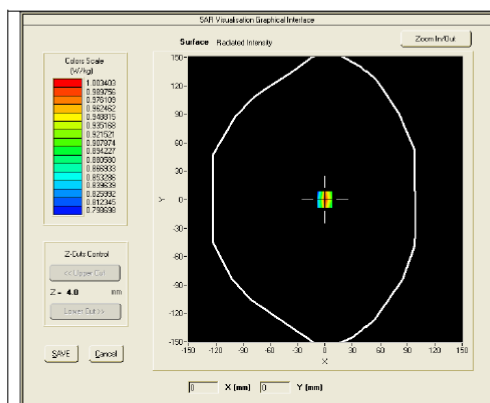 SAR Visualisation Graphical Interface
Surface Radiated Intensity
Zoom In/Out
Colors Scale
(W/kg)
1.003403
0.989756
0.976109
0.962462
0.948815
0.935168
0.921521
0.907874
0.894227
0.880580
0.866933
0.853286
0.839639
0.825992
0.812345
0.798698
Z-Cuts Control
<< Upper Cut
Z = 4.0 mm
Lower Cut >>
SAVE Cancel
150-
120-
90-
60-
30-
0-
-30-
-60-
-90-
-120-
-150-
Y
-150 -120 -90 -60 -30 0 30 60 90 120 150
X
0 X (mm) 0 Y (mm)